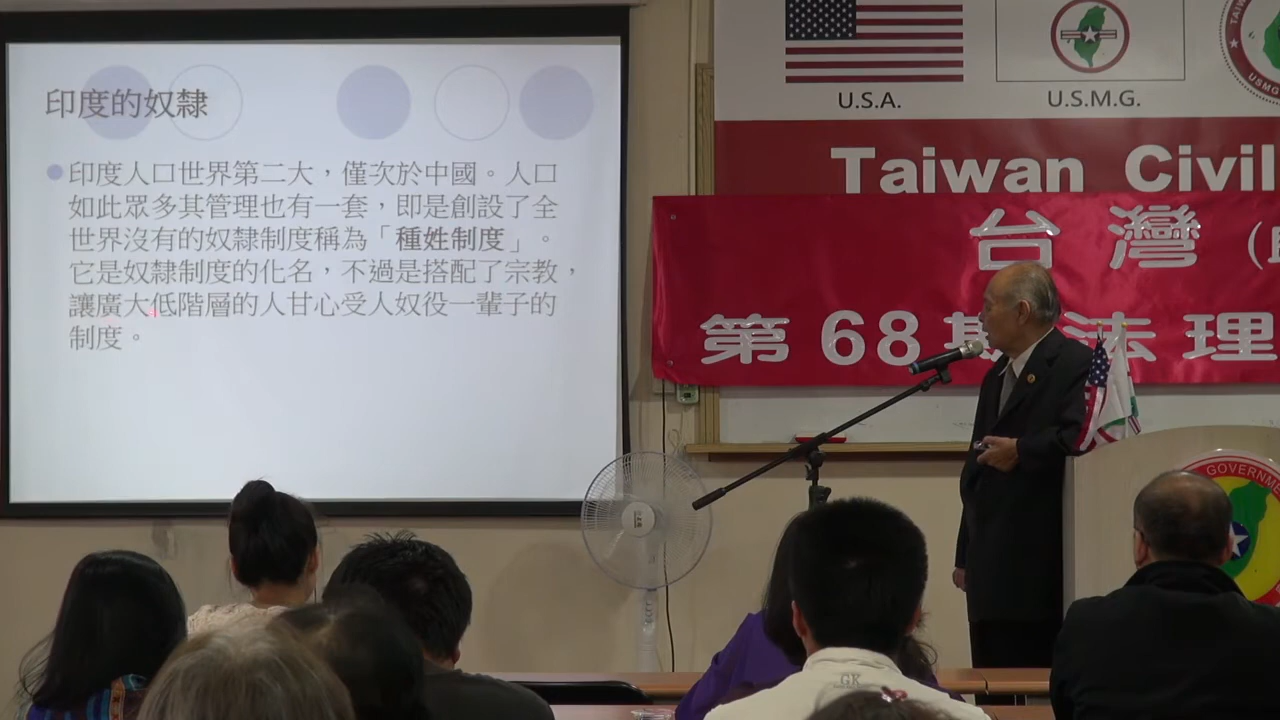 印度的奴隸
印度人口世界第二大，僅次於中國。人口
如此眾多其管理也有一套，即是創設了全
世界沒有的奴隸制度稱為「種姓制度」。
它是奴隸制度的化名，不過是搭配了宗教，
讓廣大低階層的人甘心受人奴役一輩子的
制度。
U.S.A.
U.S.M.G.
Taiwan Civil
台灣
第68期法理
GOVERNME
GK